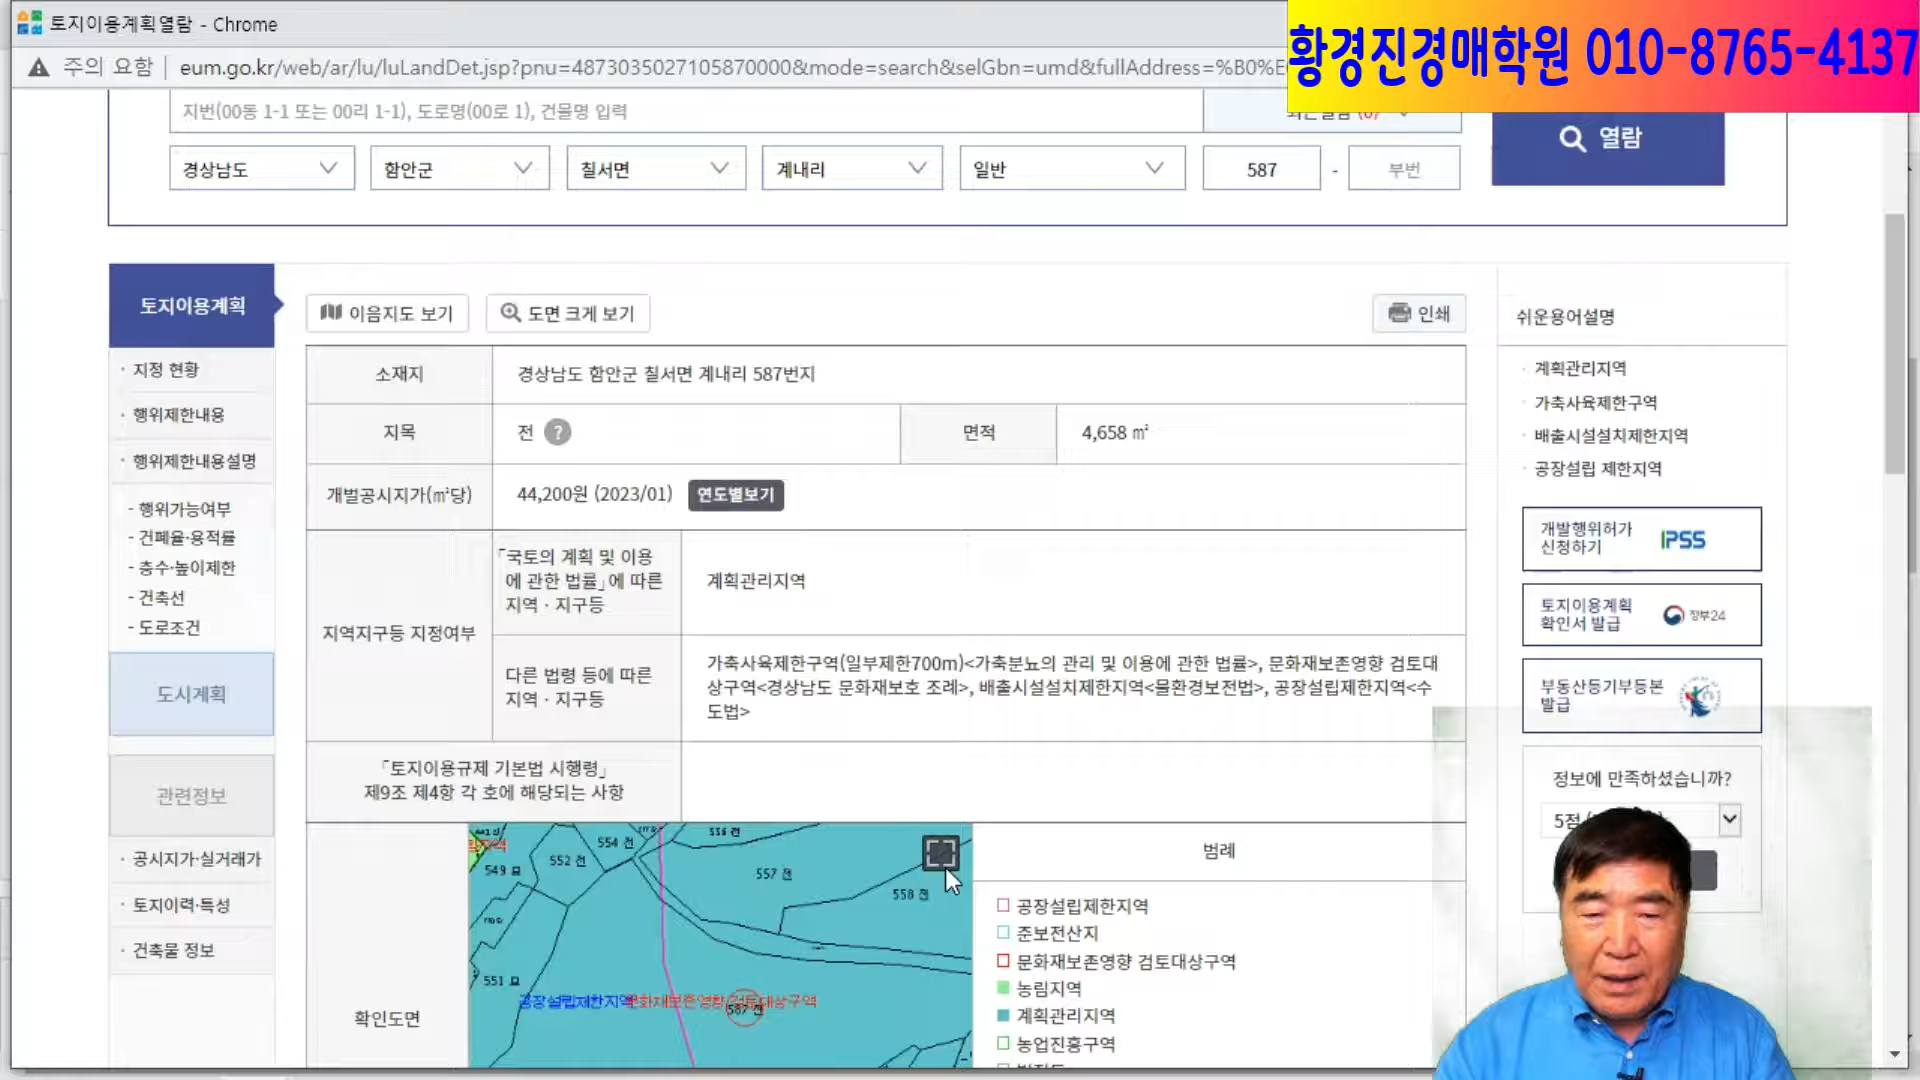 토지이용계획열람 - Chrome
황경진경매학원 010-8765-4137
주의 요함
eum.go.kr/web/ar/lu/luLandDet.jsp?pnu=4873035027105870000&mode=search&selGbn=umd&fullAddress=%B0%E
지번(00동 1-1 또는 00리 1-1), 도로명(00로 1), 건물명 입력
열람
경상남도
함안군
칠서면
계내리
일반
587
-
부번
토지이용계획
이음지도 보기
도면 크게 보기
인쇄
쉬운용어설명
· 지정 현황
· 행위제한내용
· 행위제한내용설명
- 행위가능여부
- 건폐율·용적률
- 층수·높이제한
- 건축선
- 도로조건
도시계획
관련정보
· 공시지가·실거래가
· 토지이력·특성
· 건축물 정보
소재지
경상남도 함안군 칠서면 계내리 587번지
지목
전 ?
면적
4,658 ㎡
개별공시지가(㎡당)
44,200원 (2023/01)
연도별보기
지역지구등 지정여부
「국토의 계획 및 이용
에 관한 법률」에 따른
지역 · 지구등
계획관리지역
다른 법령 등에 따른
지역 · 지구등
가축사육제한구역(일부제한700m)<가축분뇨의 관리 및 이용에 관한 법률>, 문화재보존영향 검토대
상구역<경상남도 문화재보호 조례>, 배출시설설치제한지역<물환경보전법>, 공장설립제한지역<수
도법>
「토지이용규제 기본법 시행령」
제9조 제4항 각 호에 해당되는 사항
확인도면
549 묘
552 전
554 전
556 전
557 전
558 전
551 묘
공장설립제한지역
문화재보존영향 검토대상구역
587 전
범례
공장설립제한지역
준보전산지
문화재보존영향 검토대상구역
농림지역
계획관리지역
농업진흥구역
· 계획관리지역
· 가축사육제한구역
· 배출시설설치제한지역
· 공장설립 제한지역
개발행위허가
신청하기
IPSS
토지이용계획
확인서 발급
정부24
부동산등기부등본
발급
정보에 만족하셨습니까?
5점